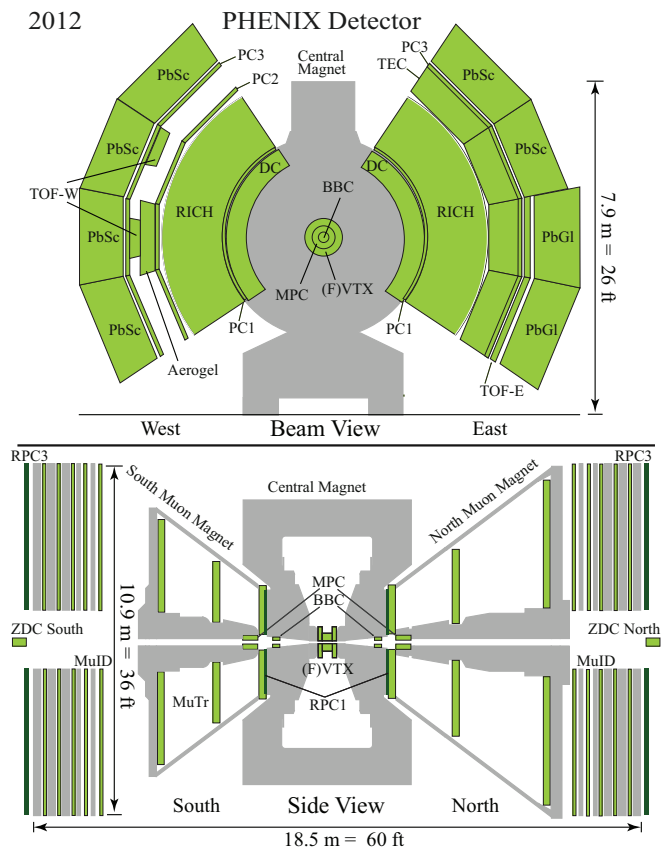 2012
PHENIX Detector
Central
Magnet
PC3
TEC
PbSc
PC3
PbSc
PC2
PbSc
PbSc
DC
DC
BBC
TOF-W
RICH
RICH
PbSc
PbGl
MPC
(F)VTX
7.9 m = 26 ft
PC1
PC1
PbSc
PbGl
Aerogel
TOF-E
West
Beam View
East
RPC3
RPC3
South Muon Magnet
Central Magnet
North Muon Magnet
10.9 m = 36 ft
MPC
BBC
ZDC South
ZDC North
MuID
(F)VTX
MuID
MuTr
RPC1
South
Side View
North
18.5 m = 60 ft